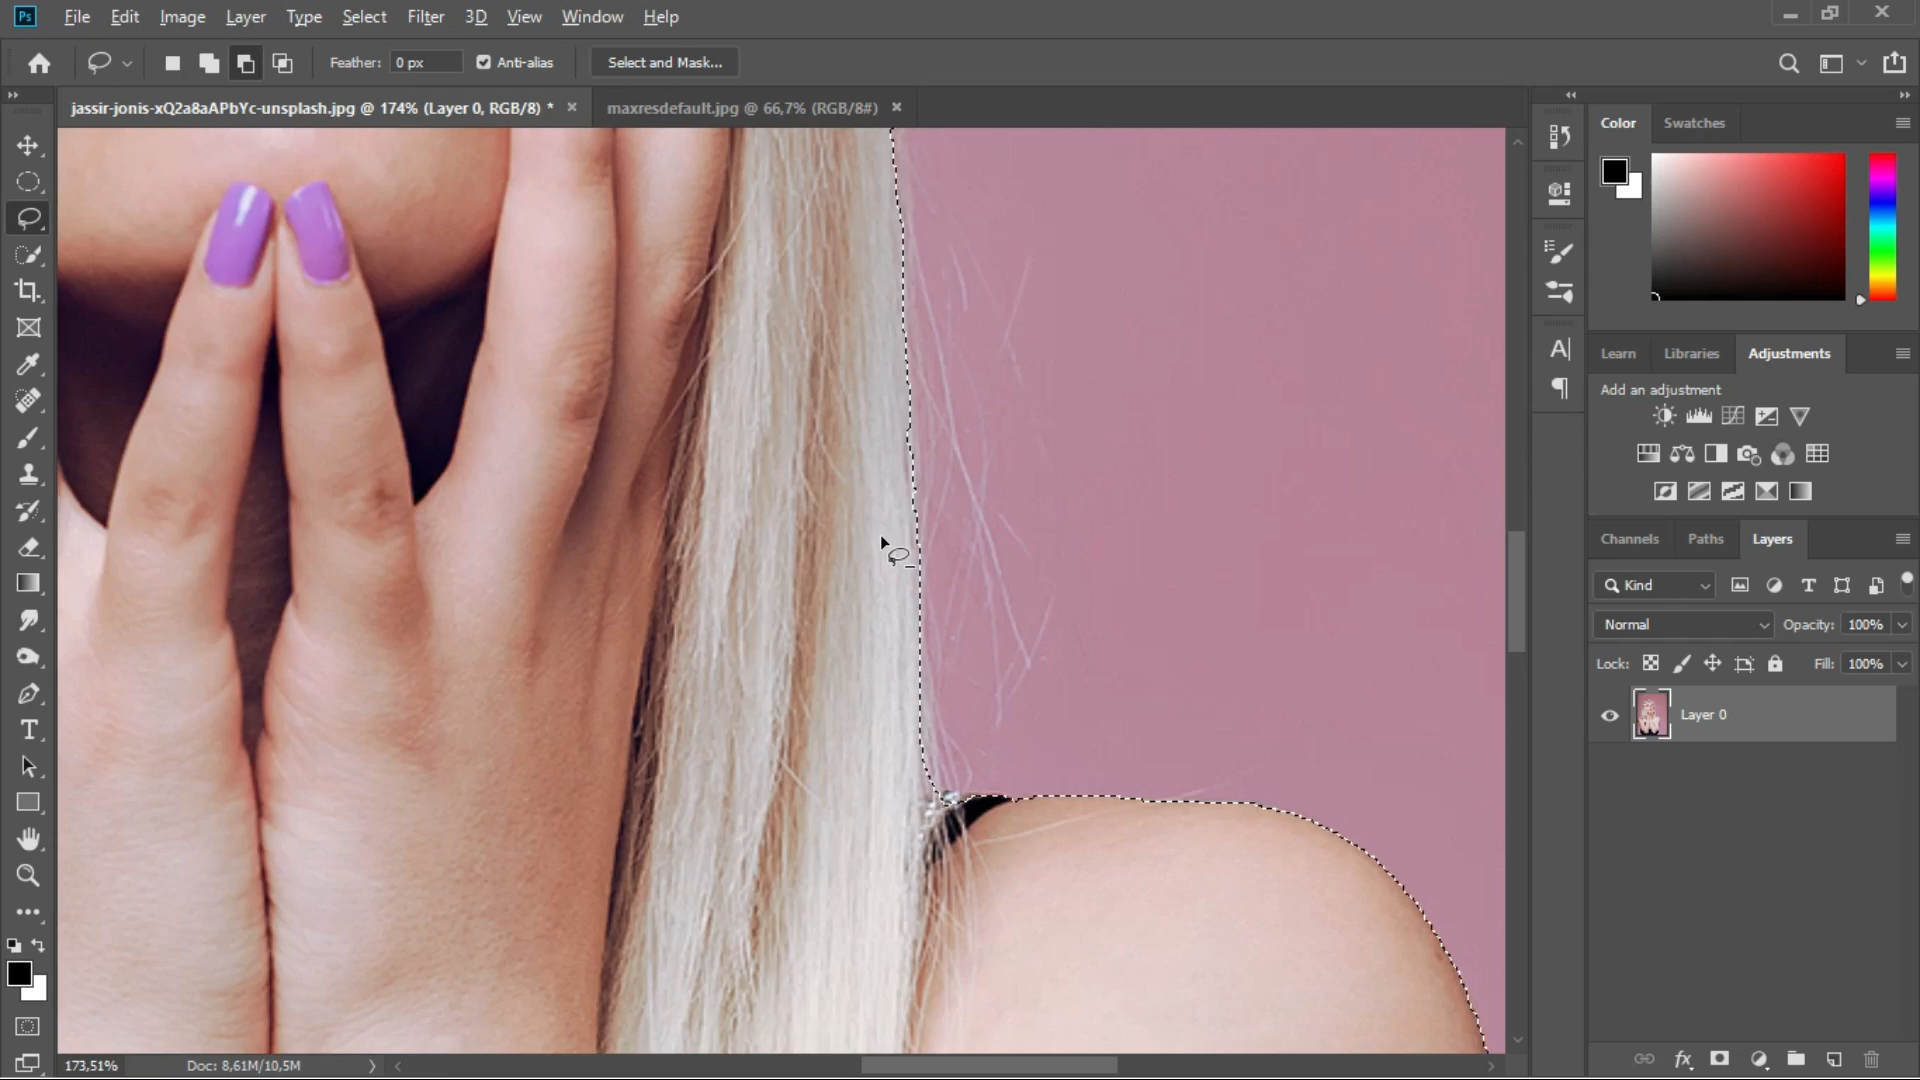 Ps File Edit Image Layer Type Select Filter 3D View Window Help
Feather: 0 px Anti-alias Select and Mask...
jassir-jonis-xQ2a8aAPbYc-unsplash.jpg @ 174% (Layer 0, RGB/8) *
maxresdefault.jpg @ 66,7% (RGB/8#)
Color Swatches
Learn Libraries Adjustments
Add an adjustment
Channels Paths Layers
Kind
Normal Opacity: 100%
Lock: Fill: 100%
Layer 0
173,51% Doc: 8,61M/10,5M